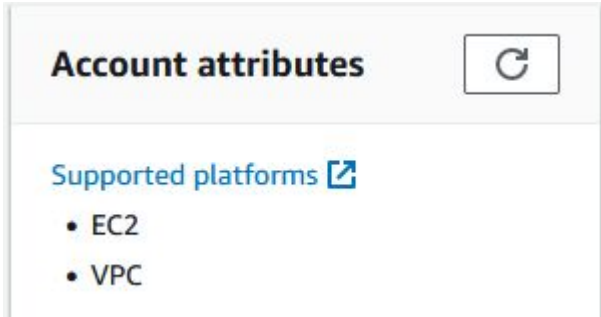 Account attributes
Supported platforms
• EC2
• VPC